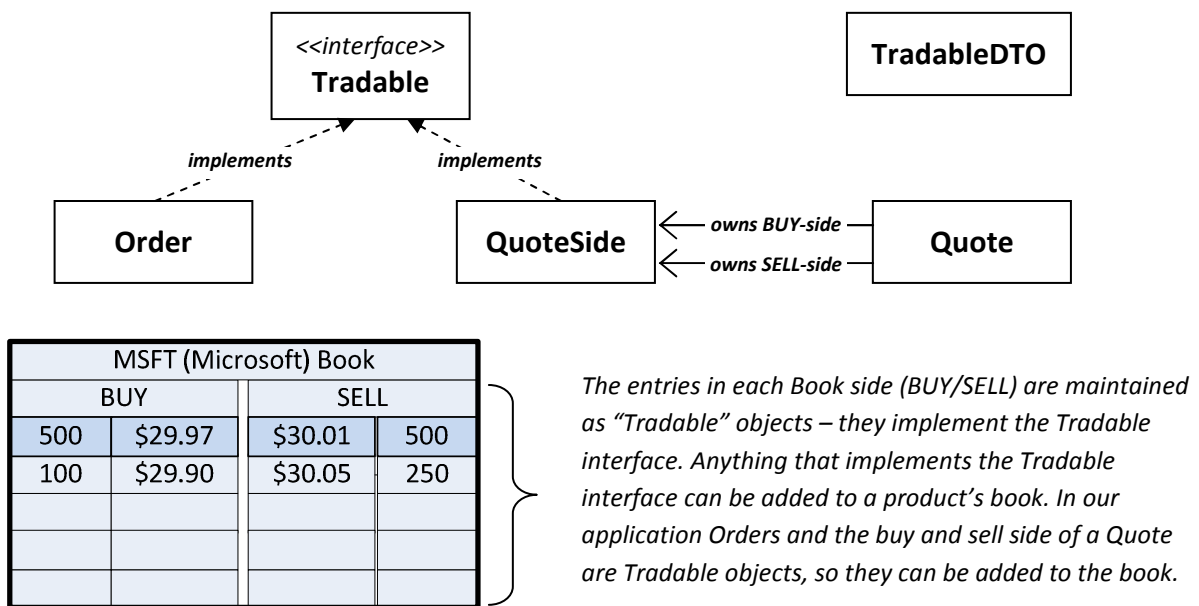 <<interface>>
Tradable
TradableDTO
implements
implements
Order
QuoteSide
owns BUY-side
owns SELL-side
Quote
MSFT (Microsoft) Book
BUY SELL
500 $29.97 $30.01 500
100 $29.90 $30.05 250
The entries in each Book side (BUY/SELL) are maintained
as “Tradable” objects – they implement the Tradable
interface. Anything that implements the Tradable
interface can be added to a product’s book. In our
application Orders and the buy and sell side of a Quote
are Tradable objects, so they can be added to the book.